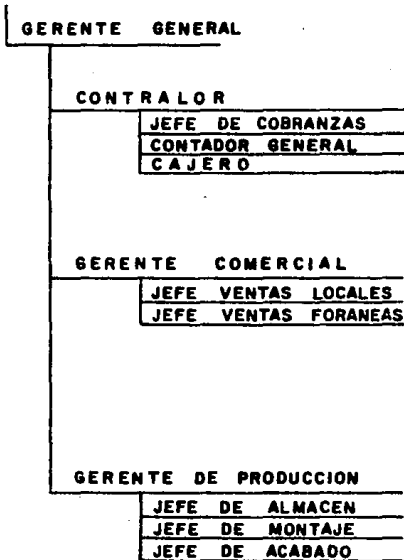 GERENTE GENERAL
CONTRALOR
JEFE DE COBRANZAS
CONTADOR GENERAL
CAJERO
GERENTE COMERCIAL
JEFE VENTAS LOCALES
JEFE VENTAS FORANEAS
GERENTE DE PRODUCCION
JEFE DE ALMACEN
JEFE DE MONTAJE
JEFE DE ACABADO